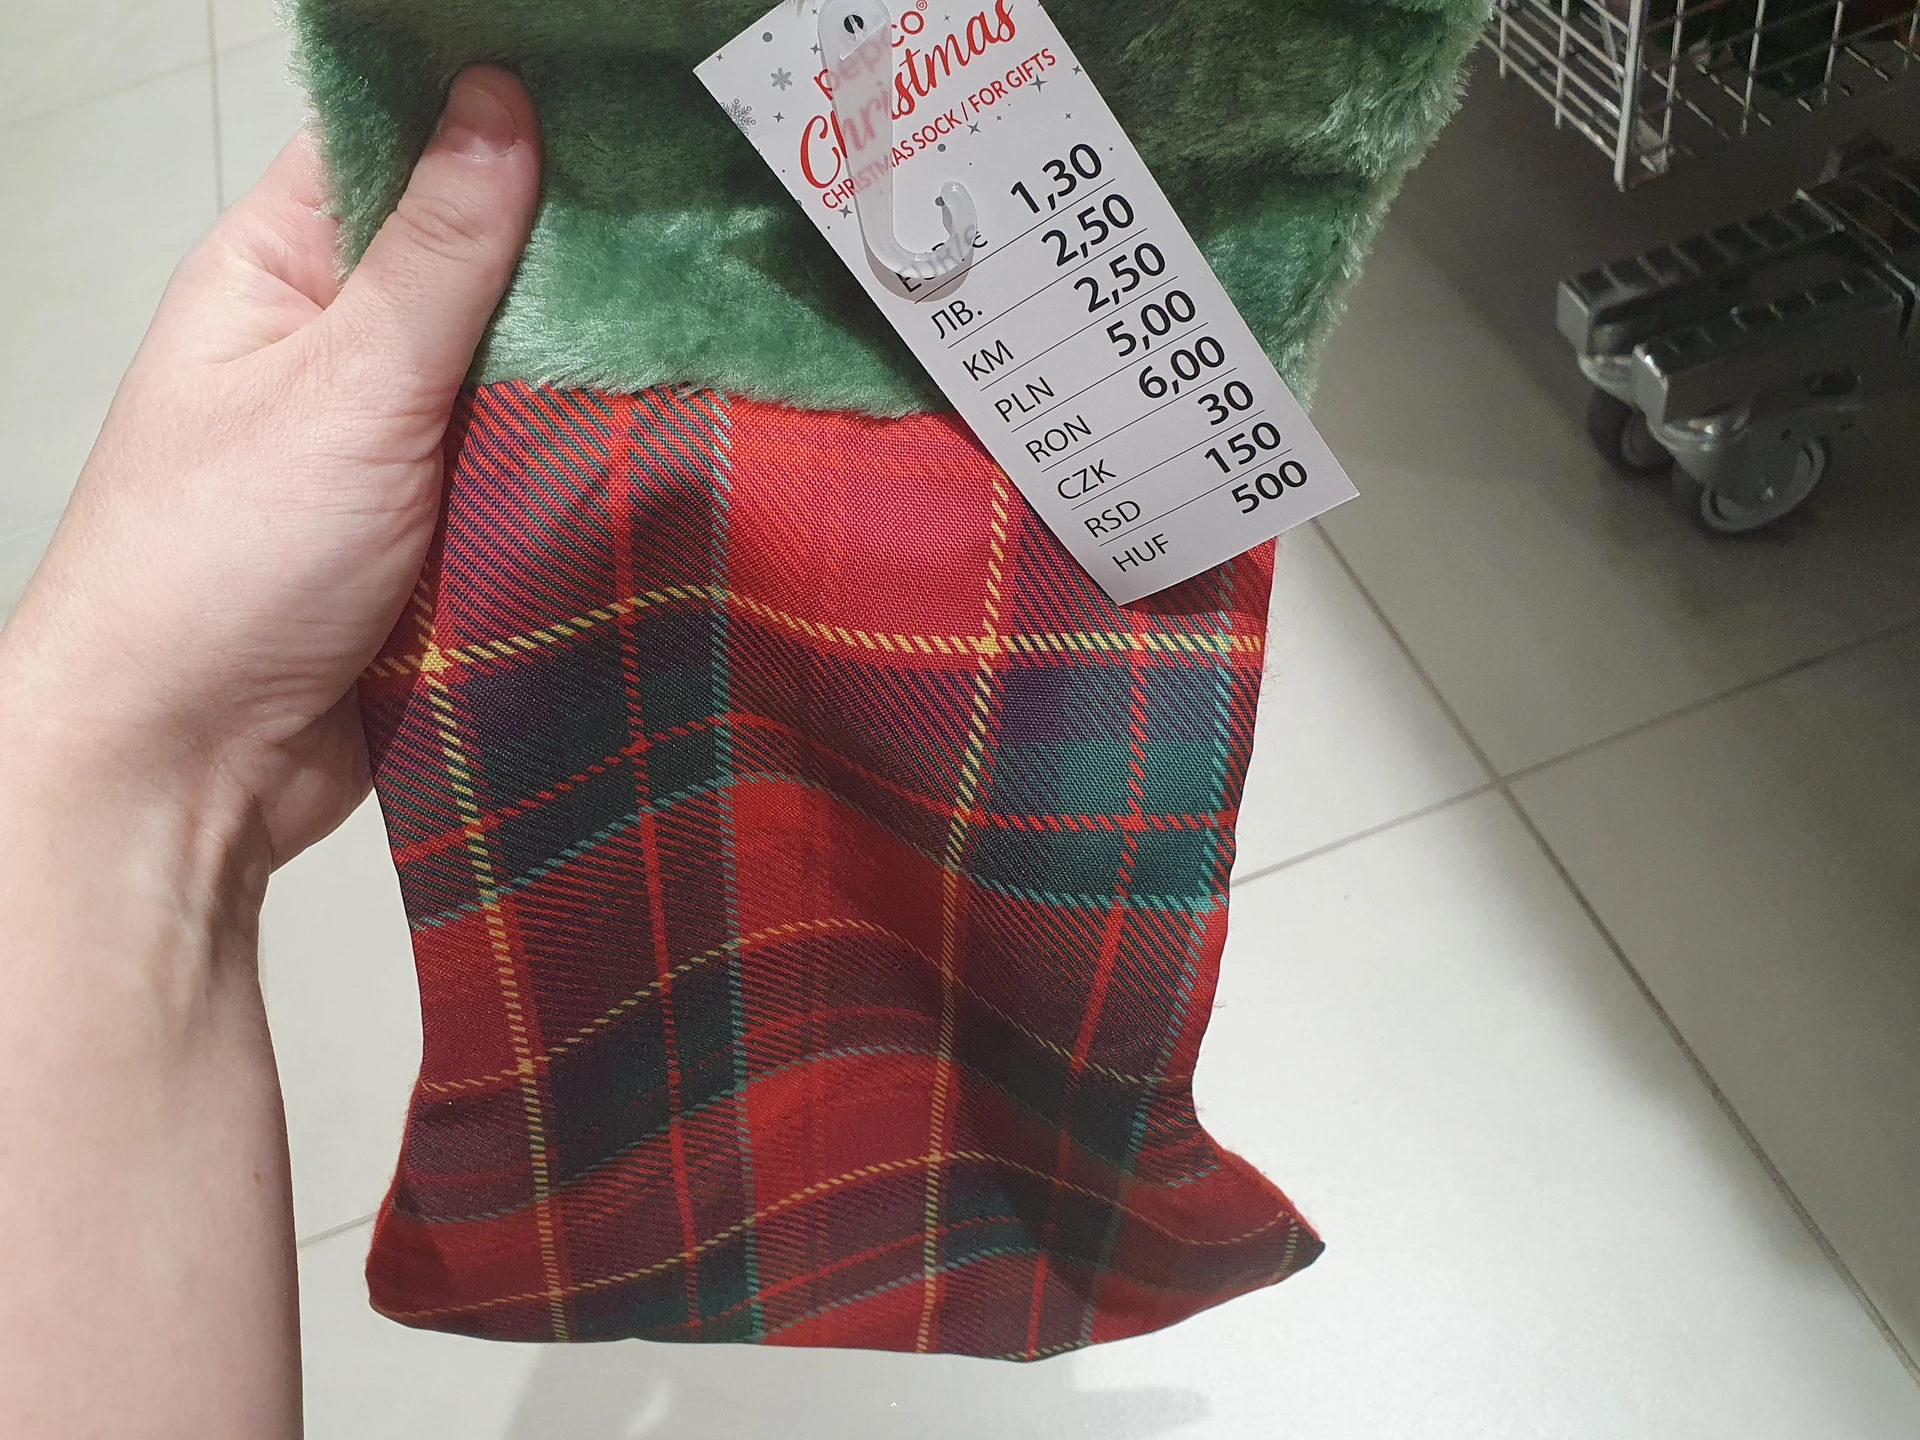 pepco®
Christmas
CHRISTMAS SOCK / FOR GIFTS
EUR/€ 1,30
ЛВ. 2,50
KM 2,50
PLN 5,00
RON 6,00
CZK 30
RSD 150
HUF 500